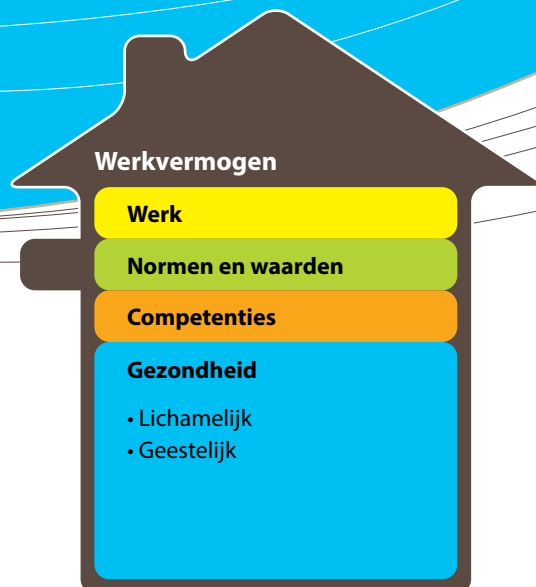 Werkvermogen
Werk
Normen en waarden
Competenties
Gezondheid
• Lichamelijk
• Geestelijk